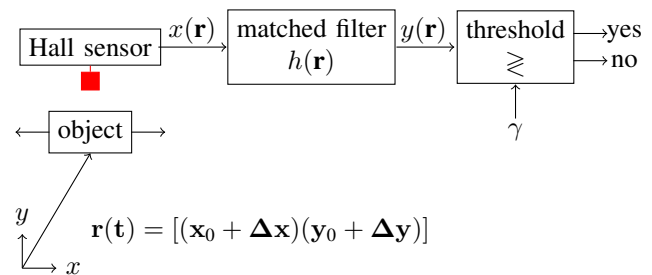 Hall sensor
x(𝐫)
matched filter
h(𝐫)
y(𝐫)
threshold
≷
yes
no
γ
object
y
x
𝐫(𝐭) = [(𝐱₀ + 𝚫𝐱)(𝐲₀ + 𝚫𝐲)]